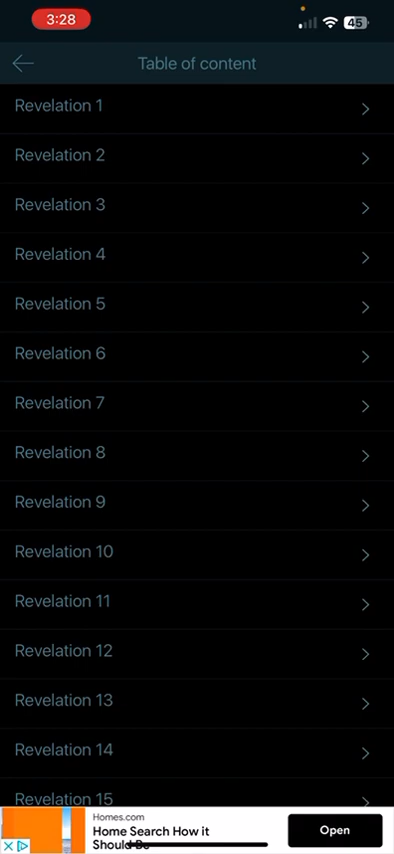 3:28
45
Table of content
Revelation 1
Revelation 2
Revelation 3
Revelation 4
Revelation 5
Revelation 6
Revelation 7
Revelation 8
Revelation 9
Revelation 10
Revelation 11
Revelation 12
Revelation 13
Revelation 14
Revelation 15
Homes.com
Home Search How it
Should Be
Open